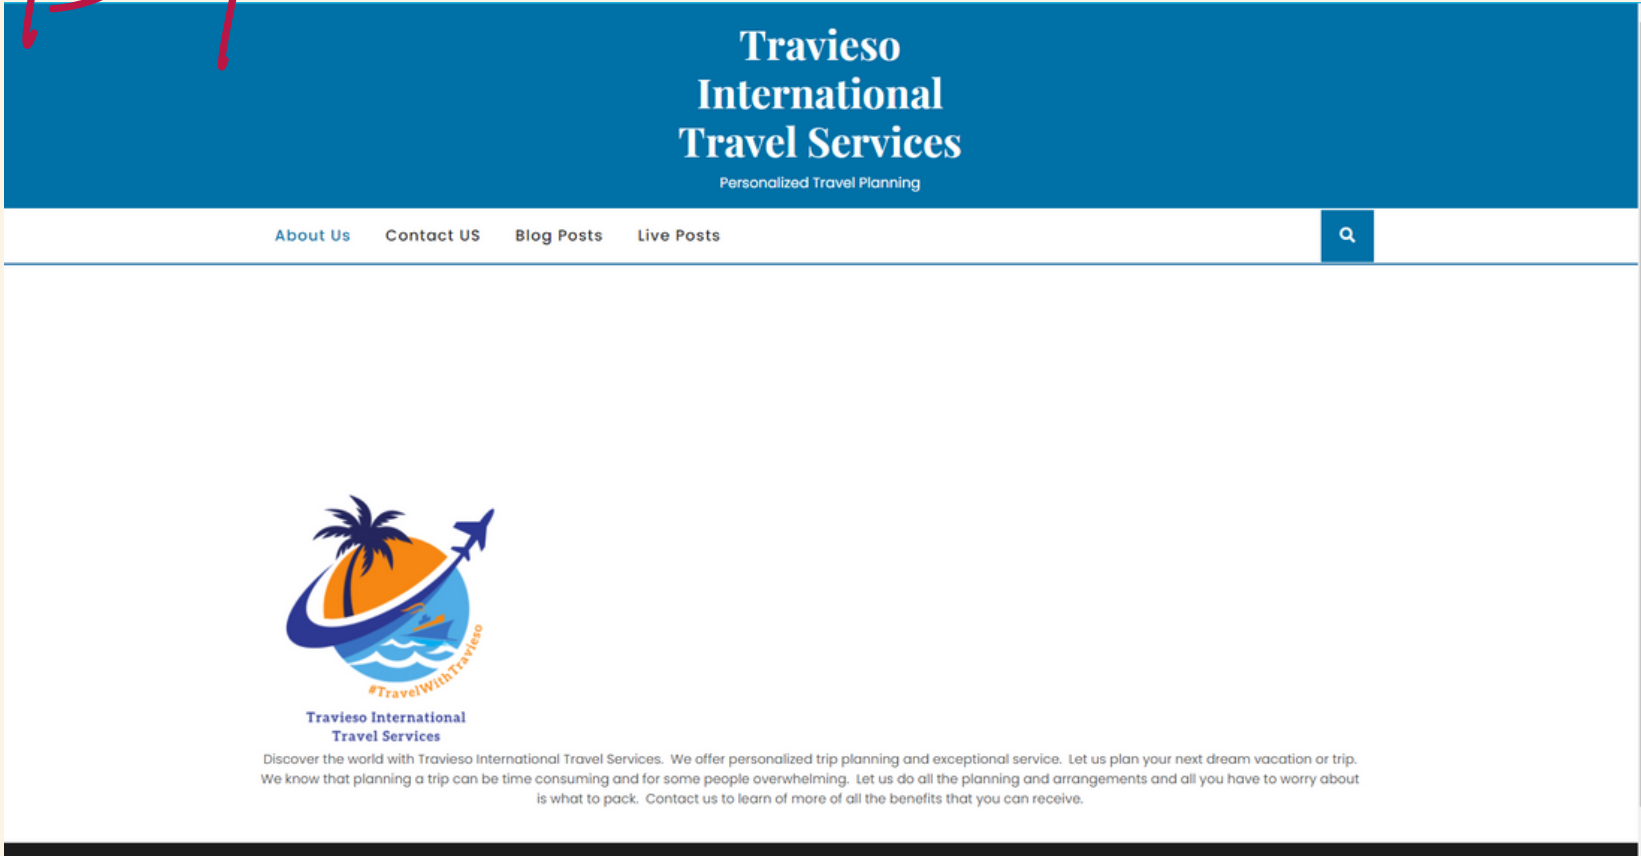 Travieso
International
Travel Services
Personalized Travel Planning
About Us Contact US Blog Posts Live Posts
#TravelWithTravieso
Travieso International
Travel Services
Discover the world with Travieso International Travel Services. We offer personalized trip planning and exceptional service. Let us plan your next dream vacation or trip.
We know that planning a trip can be time consuming and for some people overwhelming. Let us do all the planning and arrangements and all you have to worry about
is what to pack. Contact us to learn of more of all the benefits that you can receive.